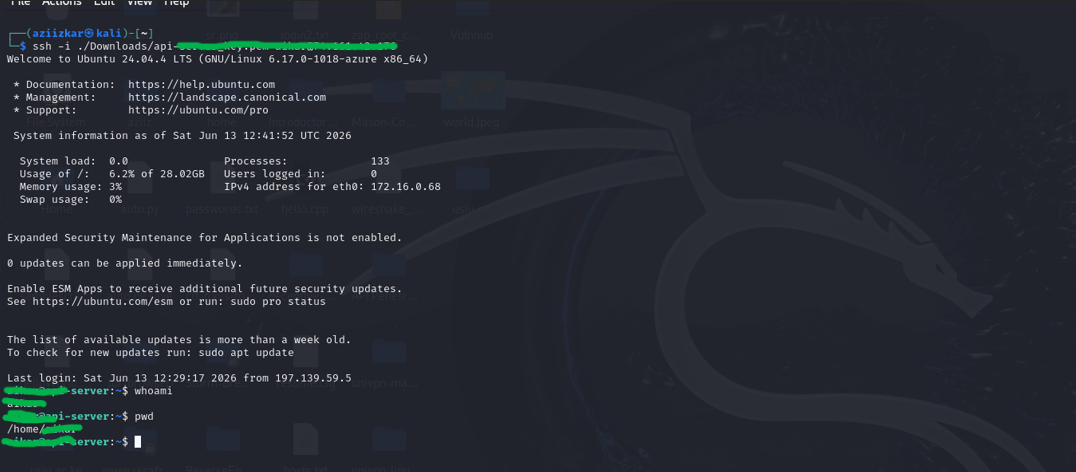 File Actions Edit View Help
(aziizkar㉿kali)-[~]
$ ssh -i ./Downloads/api-
Welcome to Ubuntu 24.04.4 LTS (GNU/Linux 6.17.0-1018-azure x86_64)
* Documentation: https://help.ubuntu.com
* Management: https://landscape.canonical.com
* Support: https://ubuntu.com/pro
System information as of Sat Jun 13 12:41:52 UTC 2026
System load: 0.0 Processes: 133
Usage of /: 6.2% of 28.02GB Users logged in: 0
Memory usage: 3% IPv4 address for eth0: 172.16.0.68
Swap usage: 0%
Expanded Security Maintenance for Applications is not enabled.
0 updates can be applied immediately.
Enable ESM Apps to receive additional future security updates.
See https://ubuntu.com/esm or run: sudo pro status
The list of available updates is more than a week old.
To check for new updates run: sudo apt update
Last login: Sat Jun 13 12:29:17 2026 from 197.139.59.5
-server:~$ whoami
api-server:~$ pwd
/home/
api-server:~$